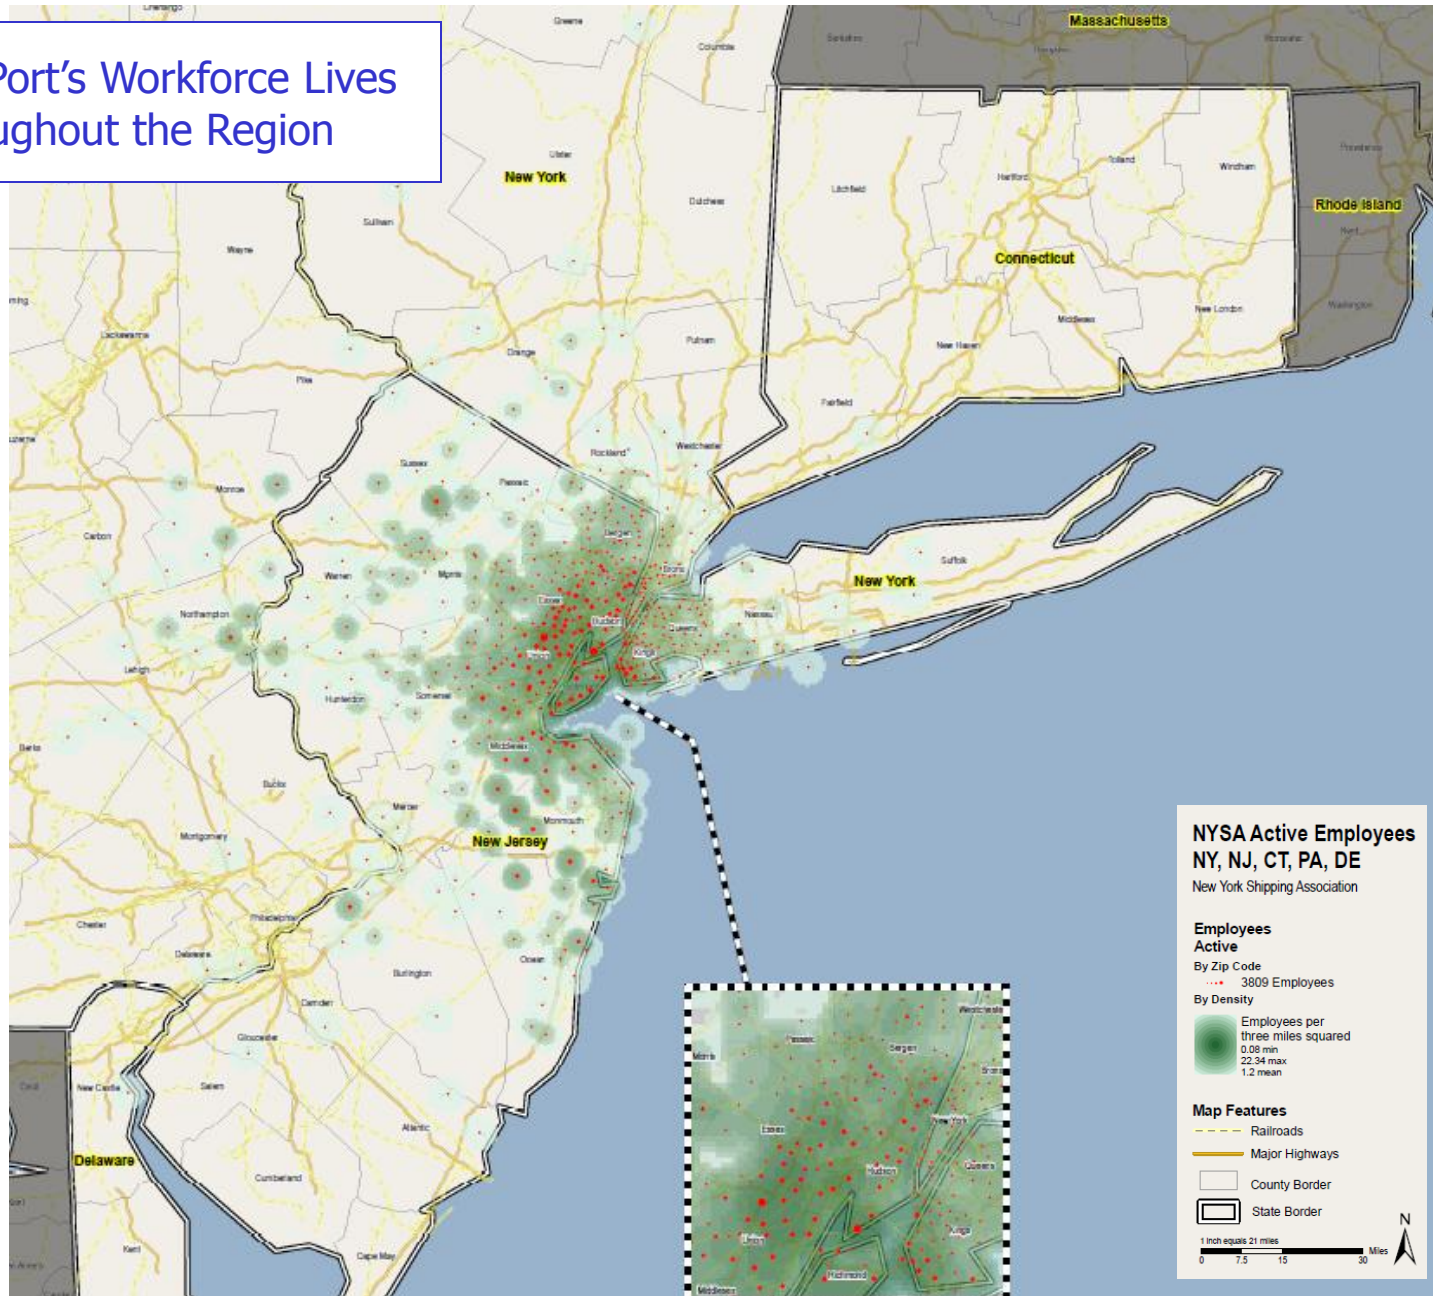 Port's Workforce Lives
ughout the Region
Chenango
Greene
Columbia
Massachusetts
Berkshire
New York
Ulster
Dutchess
Sullivan
Wayne
Litchfield
Hartford
Tolland
Windham
Providence
Rhode Island
Kent
Connecticut
Washington
New London
Middlesex
New Haven
Fairfield
Lackawanna
Pike
Orange
Putnam
Rockland
Westchester
Sussex
Passaic
Monroe
Carbon
Bergen
Warren
Morris
Bronx
New York
Suffolk
Northampton
Essex
Hudson
Queens
Nassau
Lehigh
Union
Kings
Hunterdon
Somerset
Middlesex
Berks
Bucks
Mercer
Monmouth
Montgomery
New Jersey
Chester
Philadelphia
Delaware
Burlington
Ocean
Camden
Gloucester
New Castle
Salem
Atlantic
Delaware
Cumberland
Kent
Cape May
Westcheste
Passaic
Bergen
Morris
Bronx
Essex
New York
Hudson
Queens
Union
Kings
Richmond
Middlesex
NYSA Active Employees
NY, NJ, CT, PA, DE
New York Shipping Association
Employees
Active
By Zip Code
3809 Employees
By Density
Employees per
three miles squared
0.08 min
22.34 max
1.2 mean
Map Features
Railroads
Major Highways
County Border
State Border
N
1 inch equals 21 miles
Miles
0 7.5 15 30